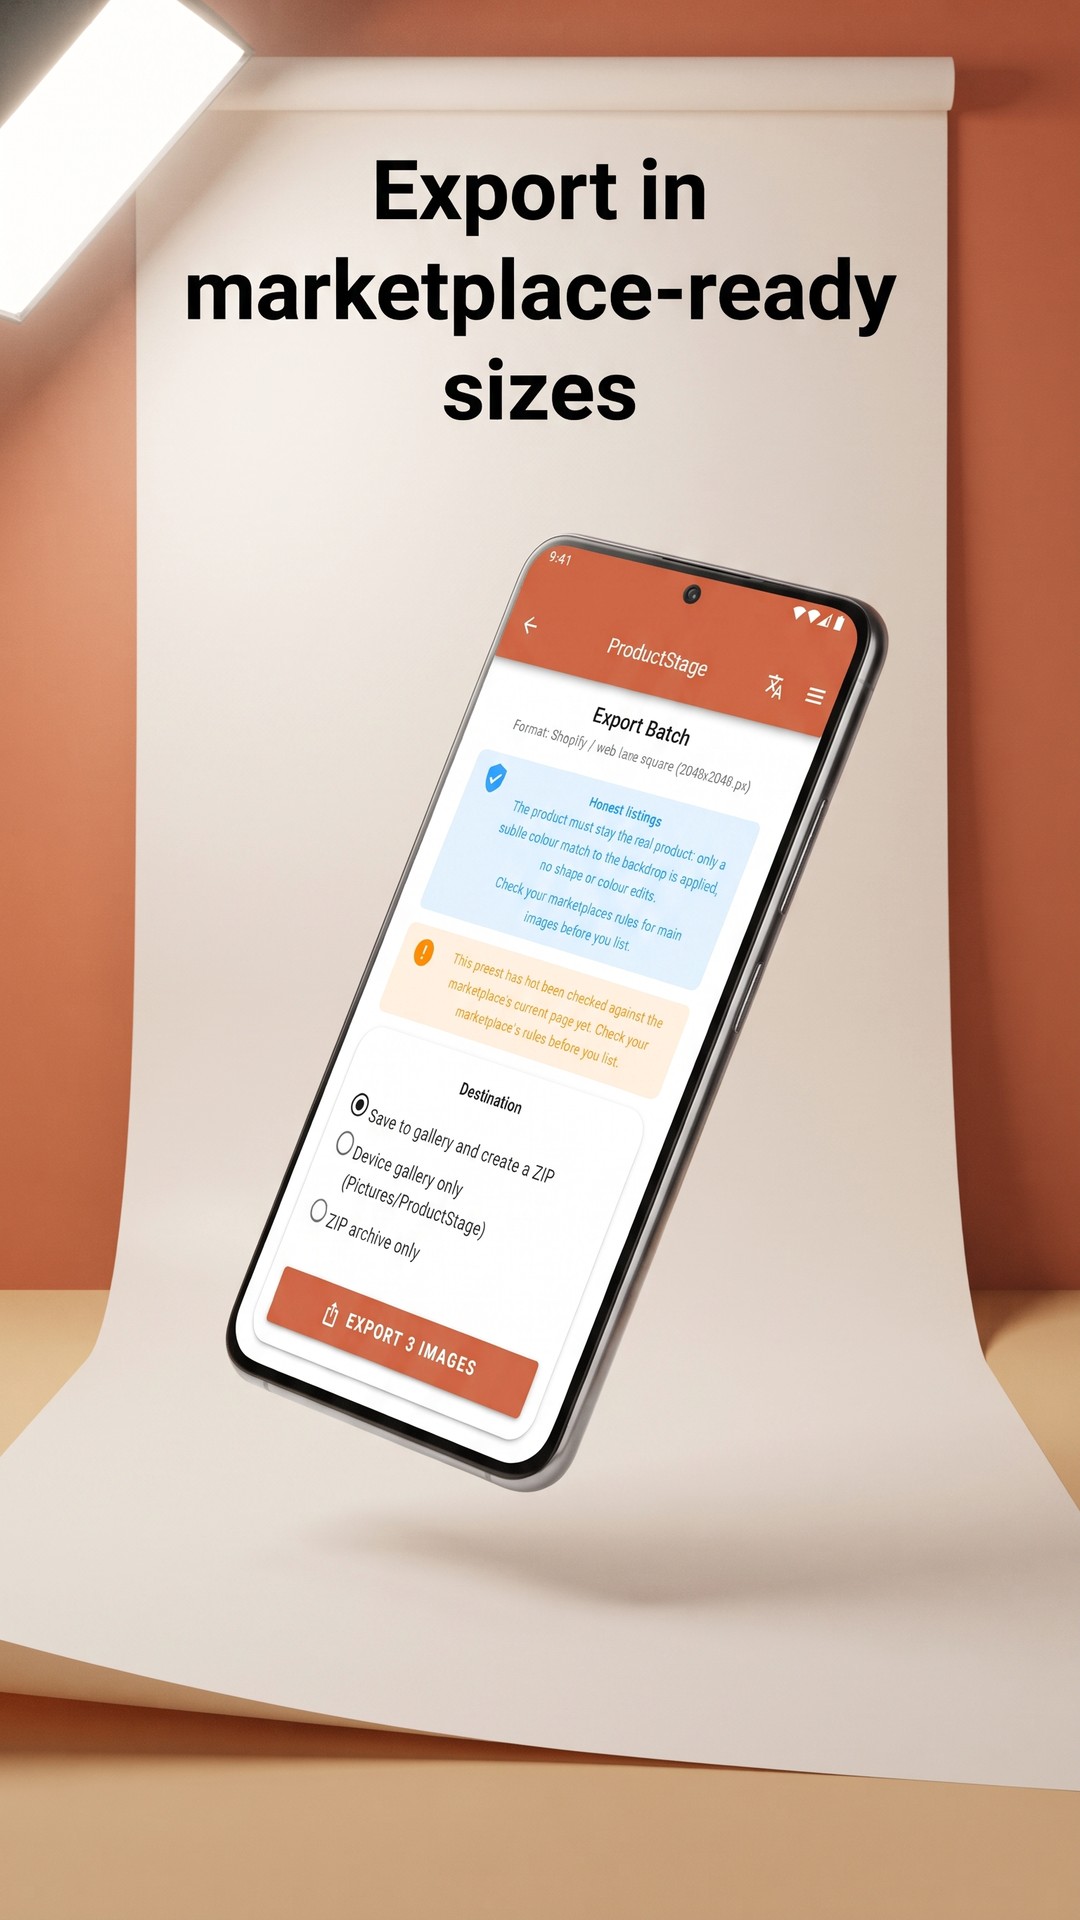 Export in
marketplace-ready
sizes
9:41
ProductStage
Export Batch
Format: Shopify / web lane square (2048x2048.px)
Honest listings
The product must stay the real product: only a
sublle colour match to the backdrop is applied,
no shape or colour edits.
Check your marketplaces rules for main
images before you list.
This preest has hot been checked against the
marketplace's current page yet. Check your
marketplace's rules before you list.
Destination
Save to gallery and create a ZIP
Device gallery only
(Pictures/ProductStage)
ZIP archive only
EXPORT 3 IMAGES